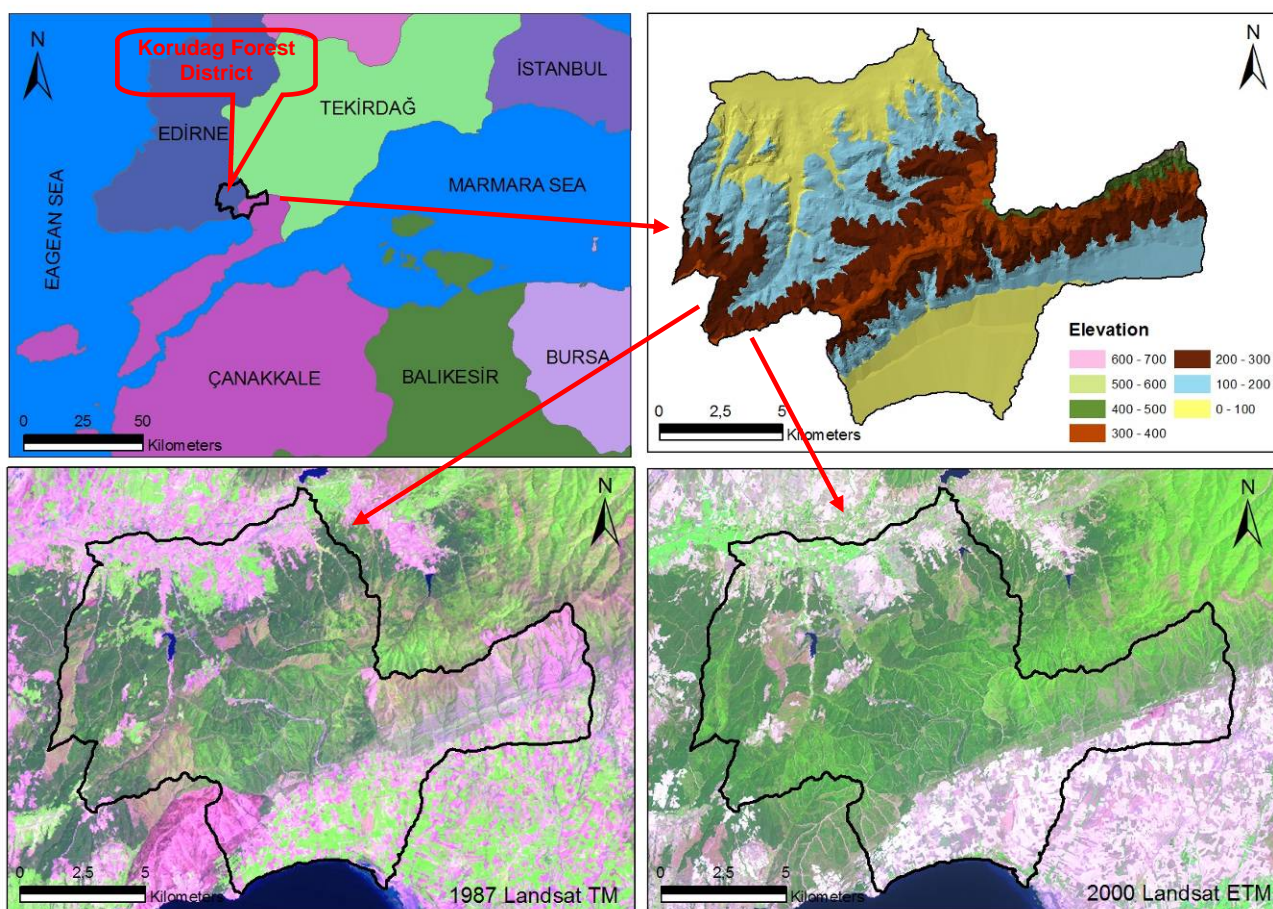 N
Korudag Forest
District
İSTANBUL
TEKİRDAĞ
EDİRNE
MARMARA SEA
EAGEAN SEA
ÇANAKKALE
BALIKESİR
BURSA
0 25 50
Kilometers
N
Elevation
600 - 700
500 - 600
400 - 500
300 - 400
200 - 300
100 - 200
0 - 100
0 2,5 5
Kilometers
N
0 2,5 5
Kilometers
1987 Landsat TM
N
0 2,5 5
Kilometers
2000 Landsat ETM